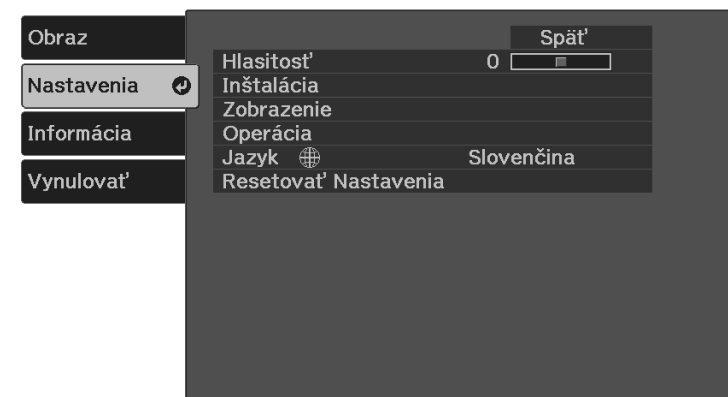 Obraz
Nastavenia
Informácia
Vynulovať
Späť
Hlasitosť 0
Inštalácia
Zobrazenie
Operácia
Jazyk Slovenčina
Resetovať Nastavenia